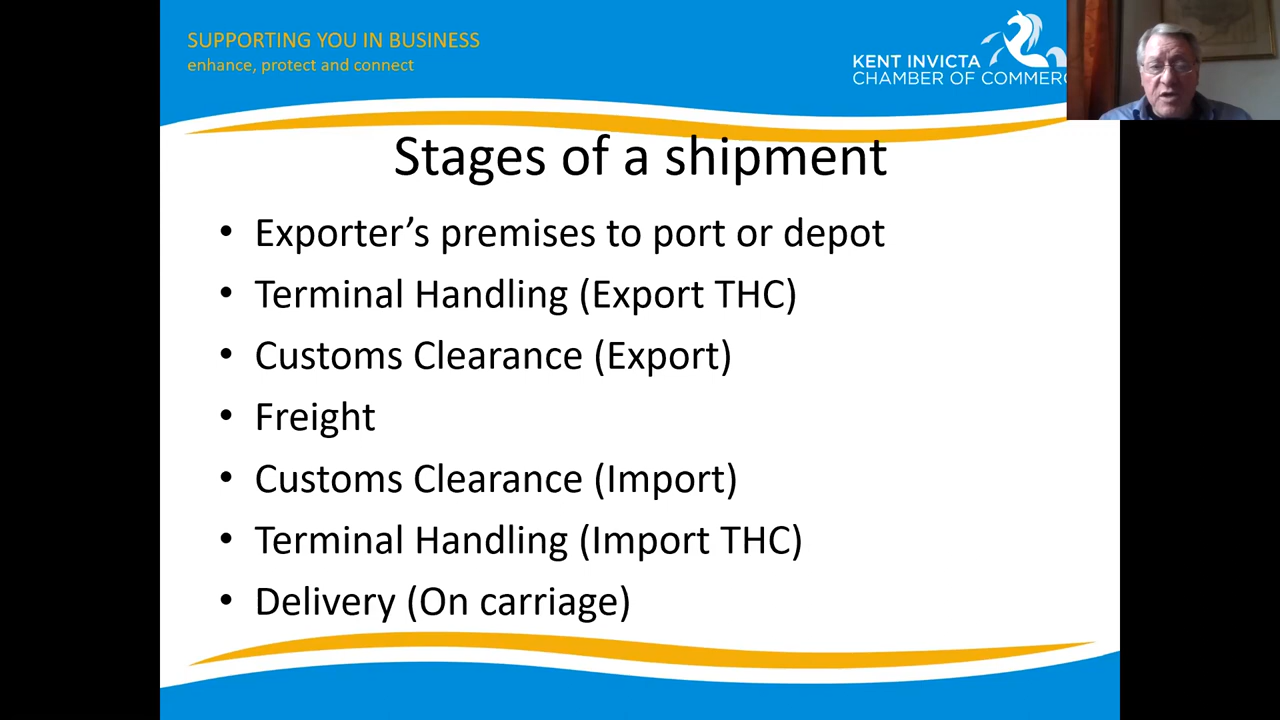 SUPPORTING YOU IN BUSINESS
enhance, protect and connect
KENT INVICTA
CHAMBER OF COMMERC
Stages of a shipment
• Exporter’s premises to port or depot
• Terminal Handling (Export THC)
• Customs Clearance (Export)
• Freight
• Customs Clearance (Import)
• Terminal Handling (Import THC)
• Delivery (On carriage)